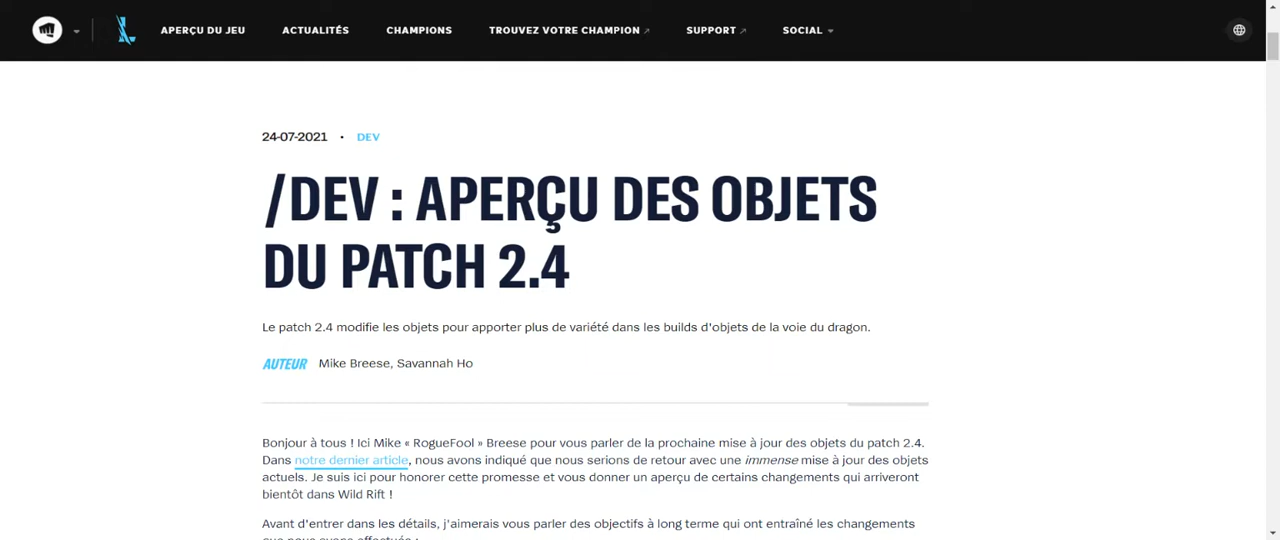 APERÇU DU JEU ACTUALITÉS CHAMPIONS TROUVEZ VOTRE CHAMPION SUPPORT SOCIAL
24-07-2021 • DEV
/DEV : APERÇU DES OBJETS
DU PATCH 2.4
Le patch 2.4 modifie les objets pour apporter plus de variété dans les builds d'objets de la voie du dragon.
AUTEUR Mike Breese, Savannah Ho
Bonjour à tous ! Ici Mike « RogueFool » Breese pour vous parler de la prochaine mise à jour des objets du patch 2.4.
Dans notre dernier article, nous avons indiqué que nous serions de retour avec une immense mise à jour des objets
actuels. Je suis ici pour honorer cette promesse et vous donner un aperçu de certains changements qui arriveront
bientôt dans Wild Rift !
Avant d'entrer dans les détails, j'aimerais vous parler des objectifs à long terme qui ont entraîné les changements
que nous avons effectués :